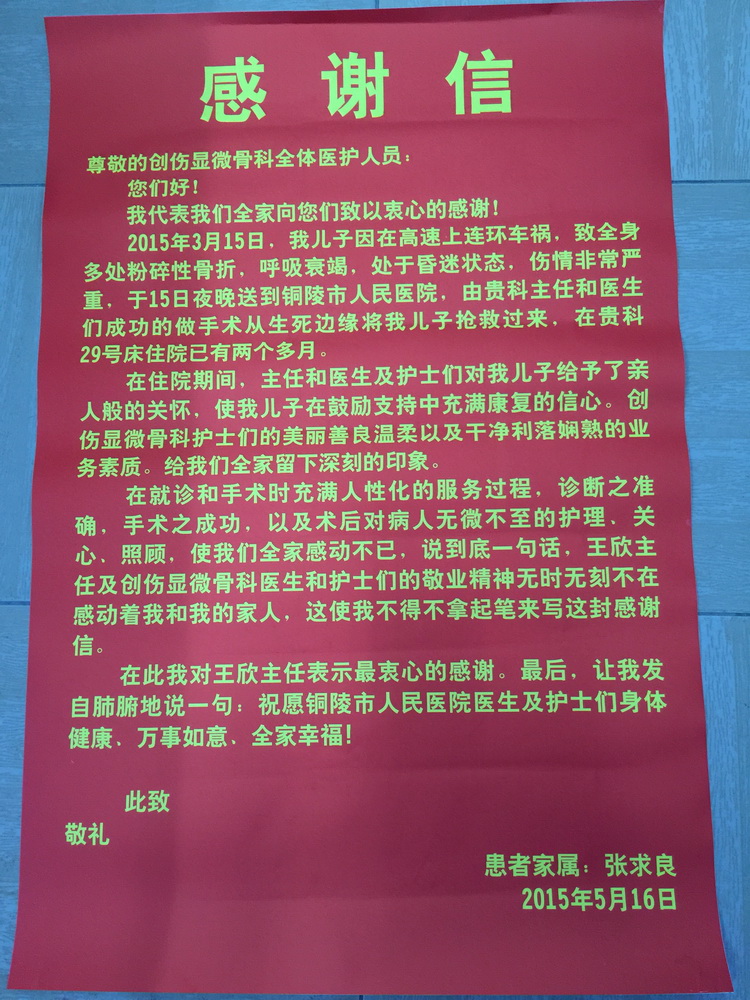 感谢信
尊敬的创伤显微骨科全体医护人员：
您们好！
我代表我们全家向您们致以衷心的感谢！
2015年3月15日，我儿子因在高速上连环车祸，致全身
多处粉碎性骨折，呼吸衰竭，处于昏迷状态，伤情非常严
重，于15日夜晚送到铜陵市人民医院，由贵科主任和医生
们成功的做手术从生死边缘将我儿子抢救过来，在贵科
29号床住院已有两个多月。
在住院期间，主任和医生及护士们对我儿子给予了亲
人般的关怀，使我儿子在鼓励支持中充满康复的信心。创
伤显微骨科护士们的美丽善良温柔以及干净利落娴熟的业
务素质。给我们全家留下深刻的印象。
在就诊和手术时充满人性化的服务过程，诊断之准
确，手术之成功，以及术后对病人无微不至的护理、关
心、照顾，使我们全家感动不已，说到底一句话，王欣主
任及创伤显微骨科医生和护士们的敬业精神无时无刻不在
感动着我和我的家人，这使我不得不拿起笔来写这封感谢
信。
在此我对王欣主任表示最衷心的感谢。最后，让我发
自肺腑地说一句：祝愿铜陵市人民医院医生及护士们身体
健康、万事如意、全家幸福！
此致
敬礼
患者家属：张求良
2015年5月16日